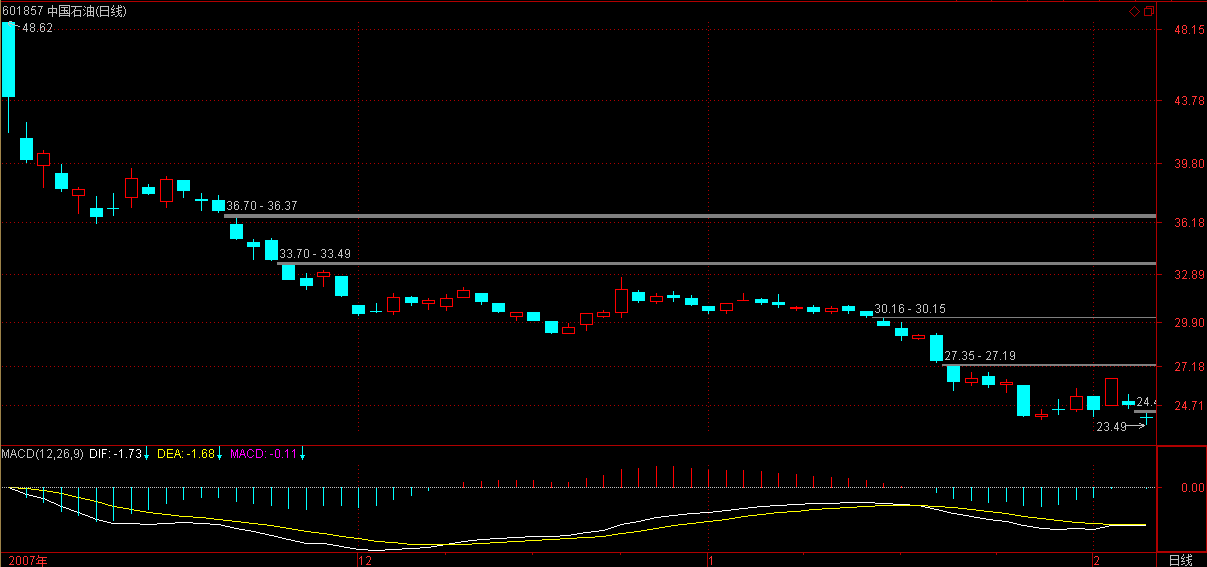 601857 中国石油(日线)
48.62
48.15
43.78
39.80
36.70 - 36.37
36.18
33.70 - 33.49
32.89
30.16 - 30.15
29.90
27.35 - 27.19
27.18
24.4
24.71
23.49
MACD(12,26,9) DIF: -1.73 DEA: -1.68 MACD: -0.11
0.00
2007年 12 1 2 日线